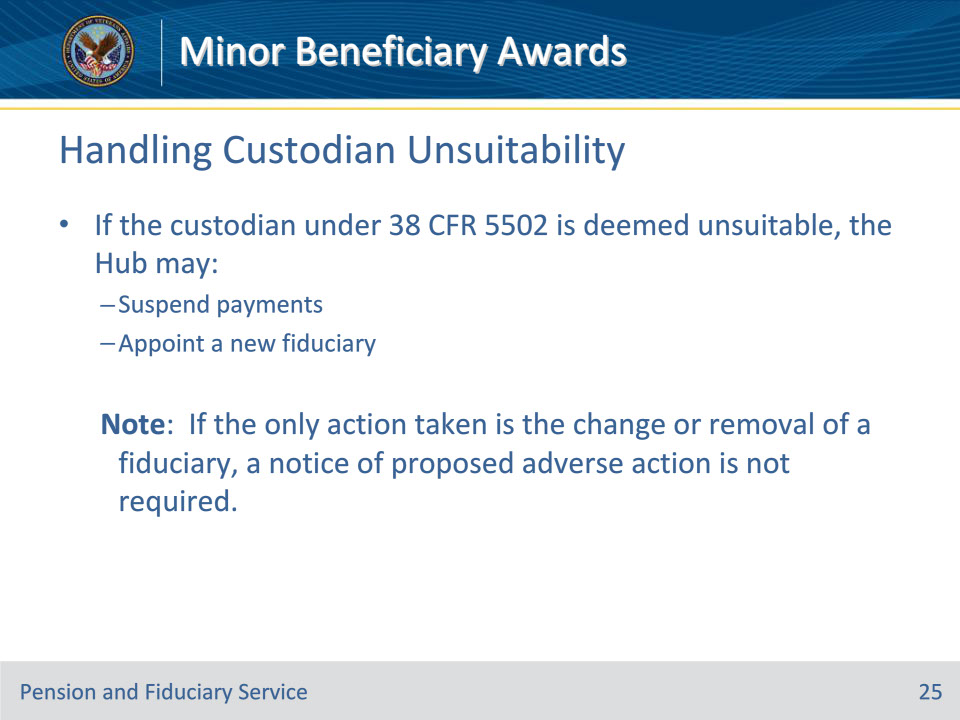 Minor Beneficiary Awards
Handling Custodian Unsuitability
• If the custodian under 38 CFR 5502 is deemed unsuitable, the
Hub may:
–Suspend payments
–Appoint a new fiduciary
Note:  If the only action taken is the change or removal of a
fiduciary, a notice of proposed adverse action is not
required.
Pension and Fiduciary Service
25